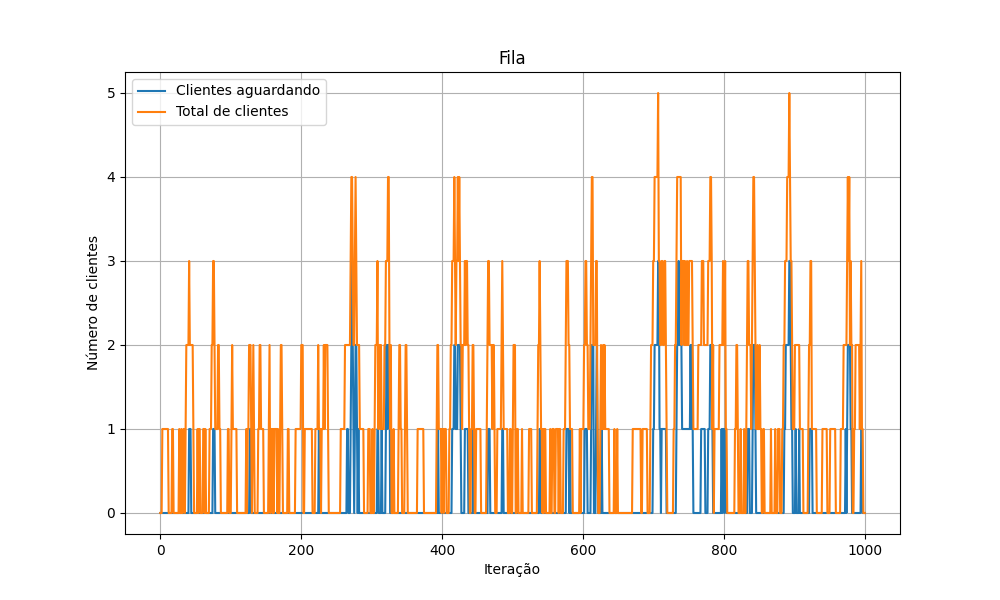 Fila
Clientes aguardando
Total de clientes
Número de clientes
5
4
3
2
1
0
0 200 400 600 800 1000
Iteração